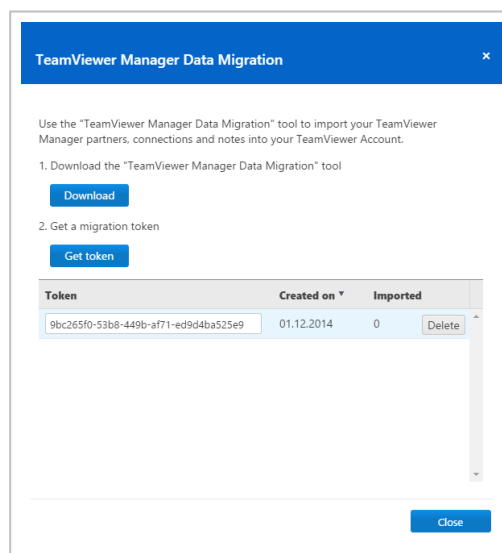 TeamViewer Manager Data Migration ×
Use the "TeamViewer Manager Data Migration" tool to import your TeamViewer
Manager partners, connections and notes into your TeamViewer Account.
1. Download the "TeamViewer Manager Data Migration" tool
Download
2. Get a migration token
Get token
Token Created on ▼ Imported
9bc265f0-53b8-449b-af71-ed9d4ba525e9 01.12.2014 0 Delete
Close